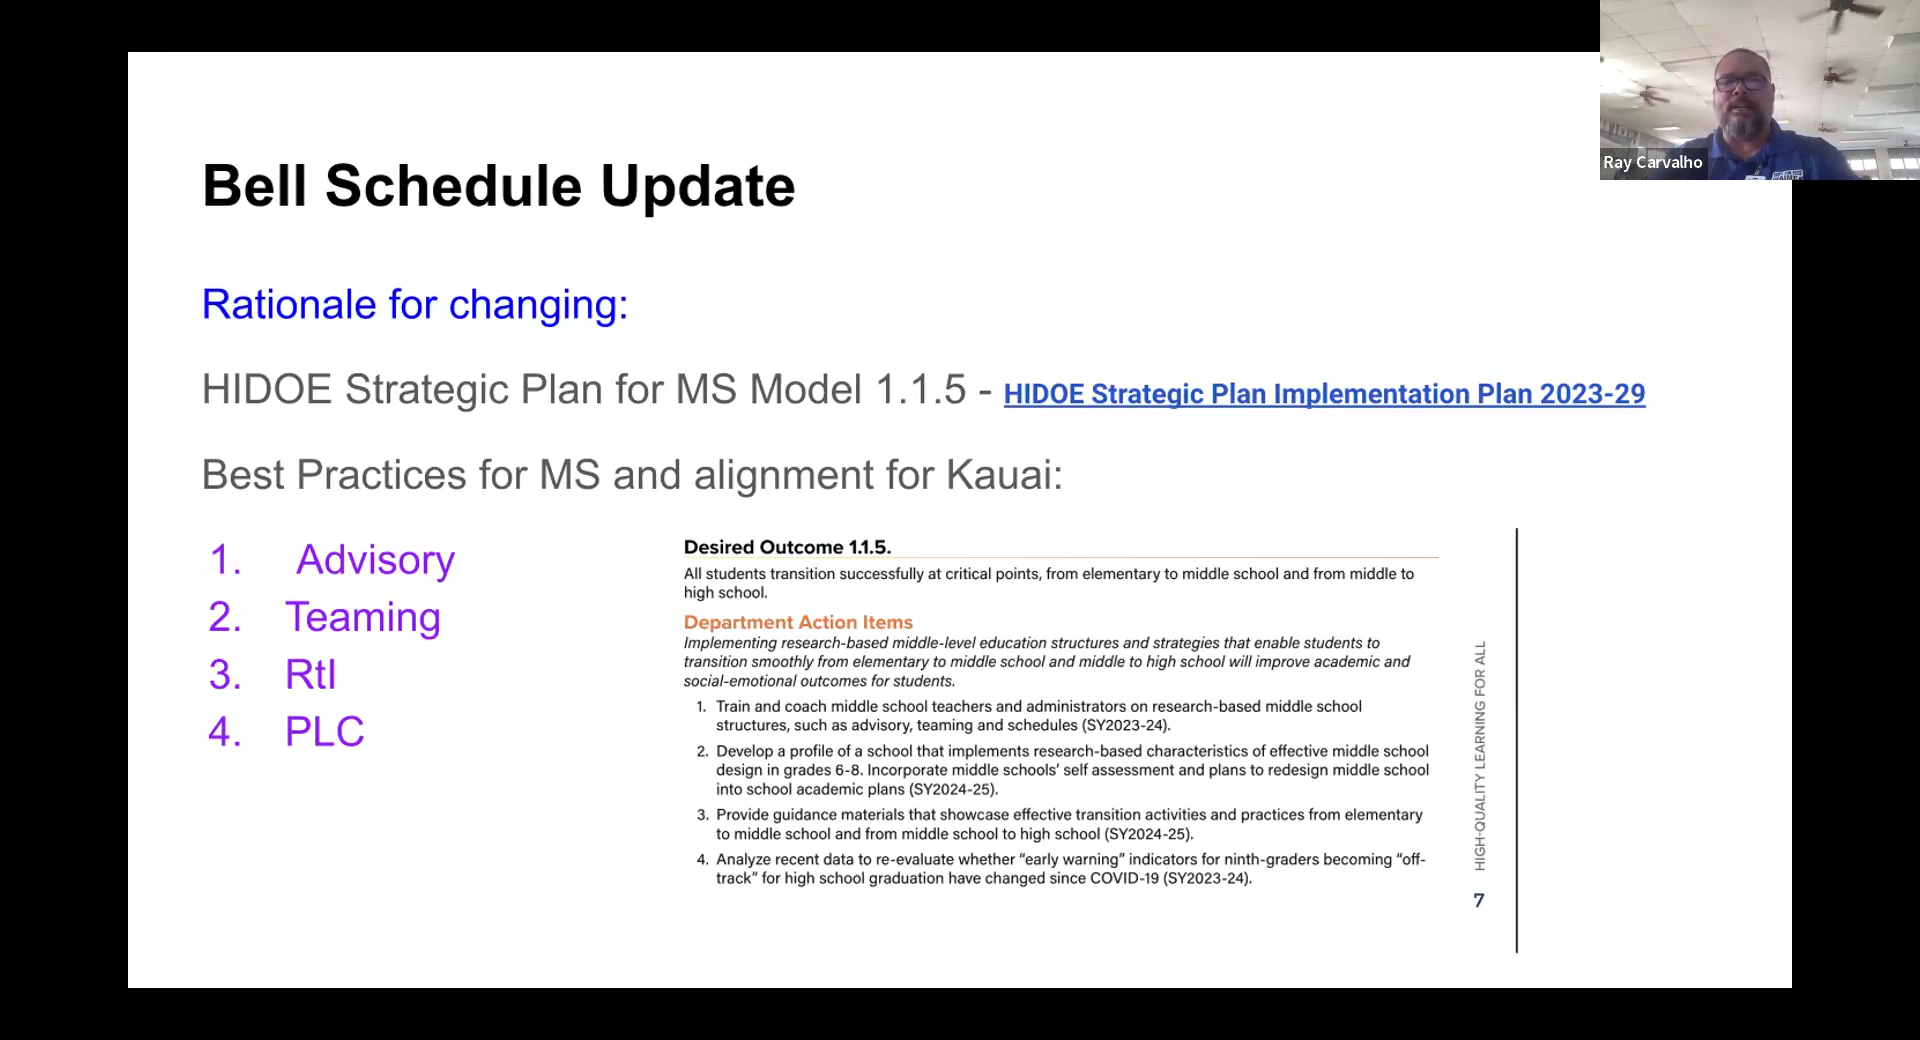 Bell Schedule Update
Ray Carvalho
Rationale for changing:
HIDOE Strategic Plan for MS Model 1.1.5 - HIDOE Strategic Plan Implementation Plan 2023-29
Best Practices for MS and alignment for Kauai:
1. Advisory
2. Teaming
3. RtI
4. PLC
Desired Outcome 1.1.5.
All students transition successfully at critical points, from elementary to middle school and from middle to
high school.
Department Action Items
Implementing research-based middle-level education structures and strategies that enable students to
transition smoothly from elementary to middle school and middle to high school will improve academic and
social-emotional outcomes for students.
1. Train and coach middle school teachers and administrators on research-based middle school
structures, such as advisory, teaming and schedules (SY2023-24).
2. Develop a profile of a school that implements research-based characteristics of effective middle school
design in grades 6-8. Incorporate middle schools’ self assessment and plans to redesign middle school
into school academic plans (SY2024-25).
3. Provide guidance materials that showcase effective transition activities and practices from elementary
to middle school and from middle school to high school (SY2024-25).
4. Analyze recent data to re-evaluate whether “early warning” indicators for ninth-graders becoming “off-
track” for high school graduation have changed since COVID-19 (SY2023-24).
HIGH-QUALITY LEARNING FOR ALL
7